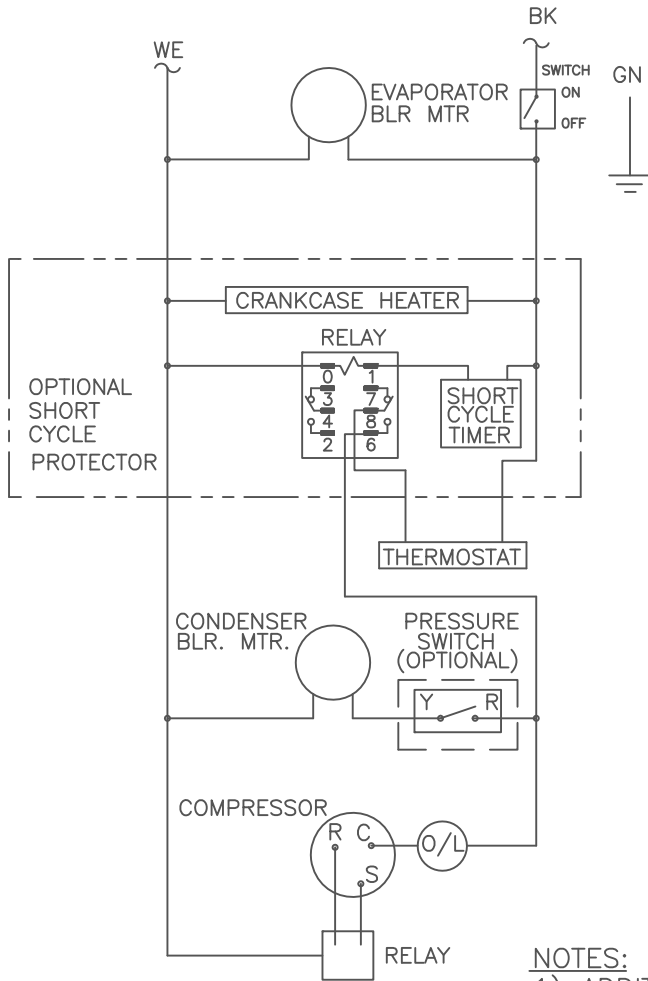 BK
WE
SWITCH
GN
EVAPORATOR
BLR MTR
ON
OFF
CRANKCASE HEATER
RELAY
0 1
3 7
4 8
2 6
OPTIONAL
SHORT
CYCLE
PROTECTOR
SHORT
CYCLE
TIMER
THERMOSTAT
CONDENSER
BLR. MTR.
PRESSURE
SWITCH
(OPTIONAL)
Y R
COMPRESSOR
R C
S
O/L
RELAY
NOTES: